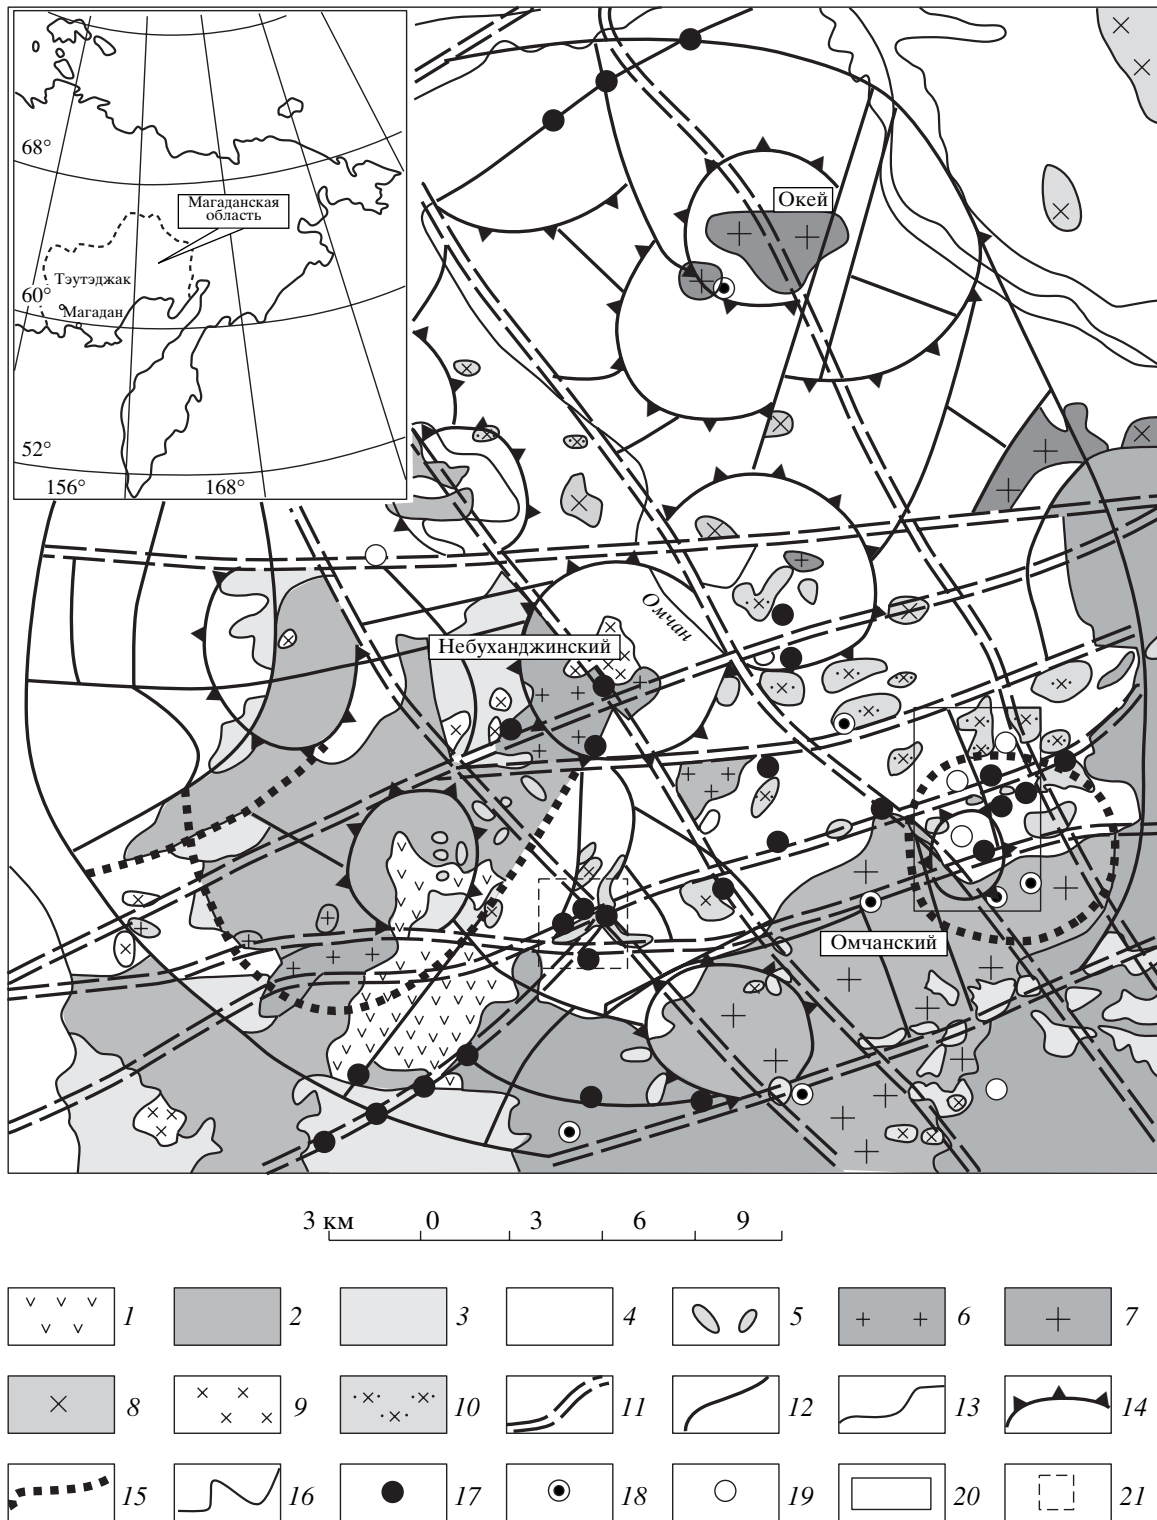 68°
Магаданская
область
Тэутэджак
60°
Магадан
52°
156° 168°
Окей
Омчан
Небуханджинский
Омчанский
3 км 0 3 6 9
1 2 3 4 5 6 7
8 9 10 11 12 13 14
15 16 17 18 19 20 21